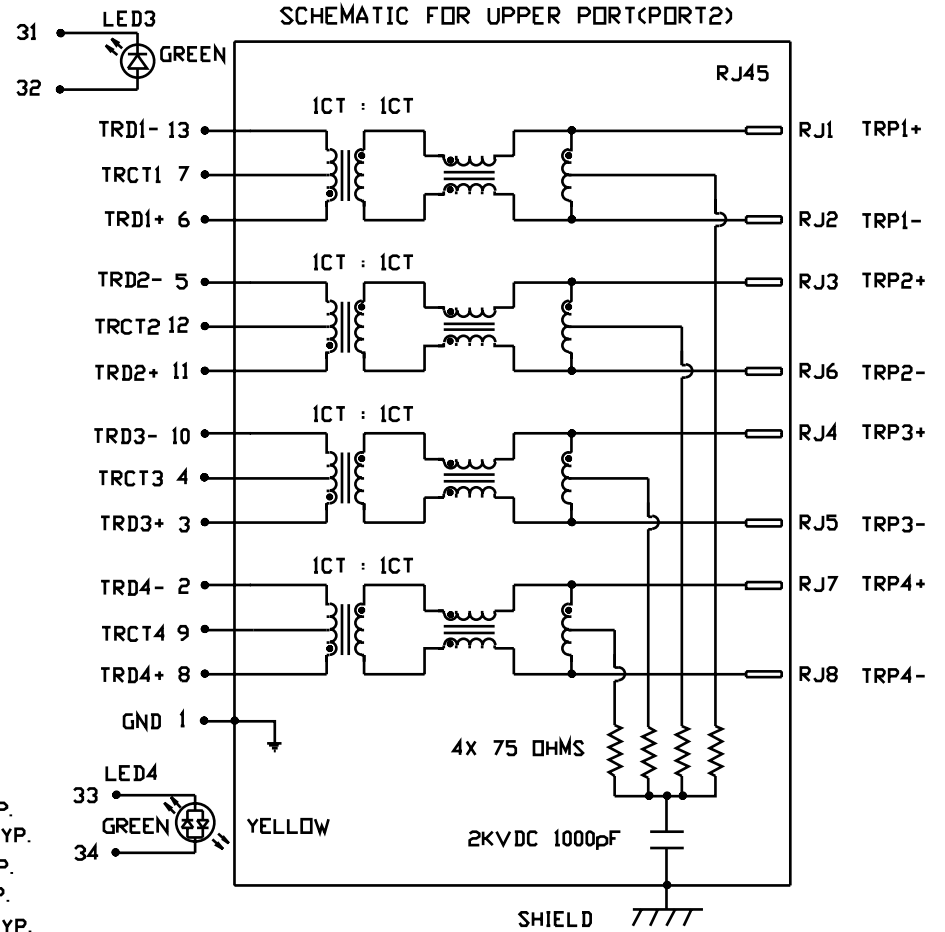 SCHEMATIC FOR UPPER PORT(PORT2)
LED3
31
GREEN
32
RJ45
1CT : 1CT
TRD1- 13
RJ1 TRP1+
TRCT1 7
TRD1+ 6
RJ2 TRP1-
1CT : 1CT
TRD2- 5
RJ3 TRP2+
TRCT2 12
TRD2+ 11
RJ6 TRP2-
1CT : 1CT
TRD3- 10
RJ4 TRP3+
TRCT3 4
TRD3+ 3
RJ5 TRP3-
1CT : 1CT
TRD4- 2
RJ7 TRP4+
TRCT4 9
TRD4+ 8
RJ8 TRP4-
GND 1
4X 75 OHMS
LED4
33
GREEN
YELLOW
34
2KVDC 1000pF
SHIELD
P.
YP.
P.
P.
YP.